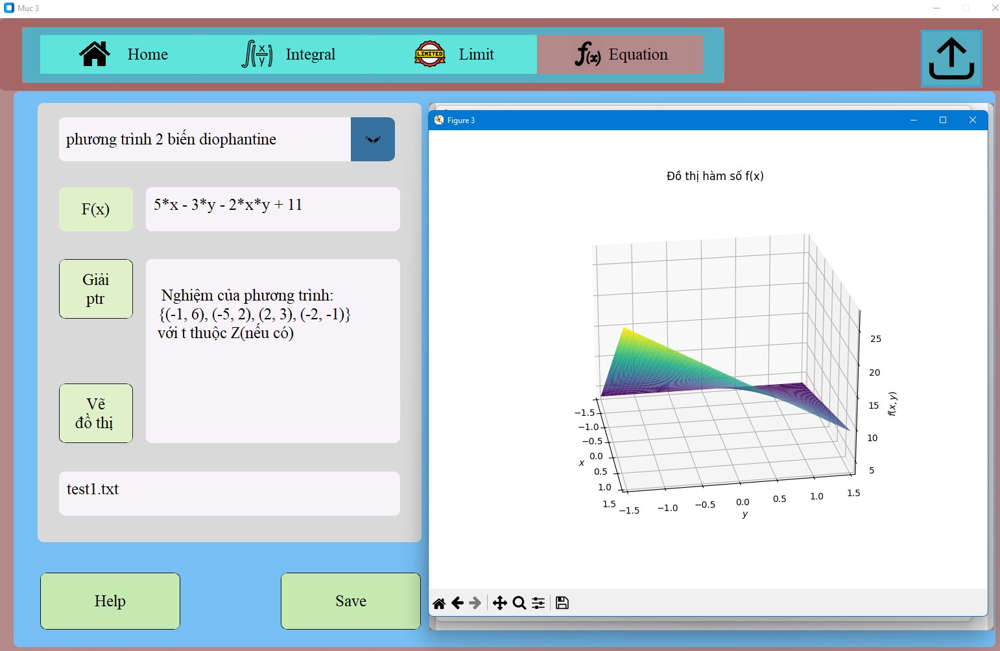 Muc 3
Home
Integral
x
y
Limit
LIMITED
f(x)
Equation
phương trình 2 biến diophantine
F(x)
5*x - 3*y - 2*x*y + 11
Giải
ptr
Nghiệm của phương trình:
{(-1, 6), (-5, 2), (2, 3), (-2, -1)}
với t thuộc Z(nếu có)
Vẽ
đồ thị
test1.txt
Help
Save
Figure 3
Đồ thị hàm số f(x)
25
20
15
10
5
f(x, y)
−1.5
−1.0
−0.5
0.0
0.5
1.0
1.5
x
−1.5
−1.0
−0.5
0.0
0.5
1.0
1.5
y